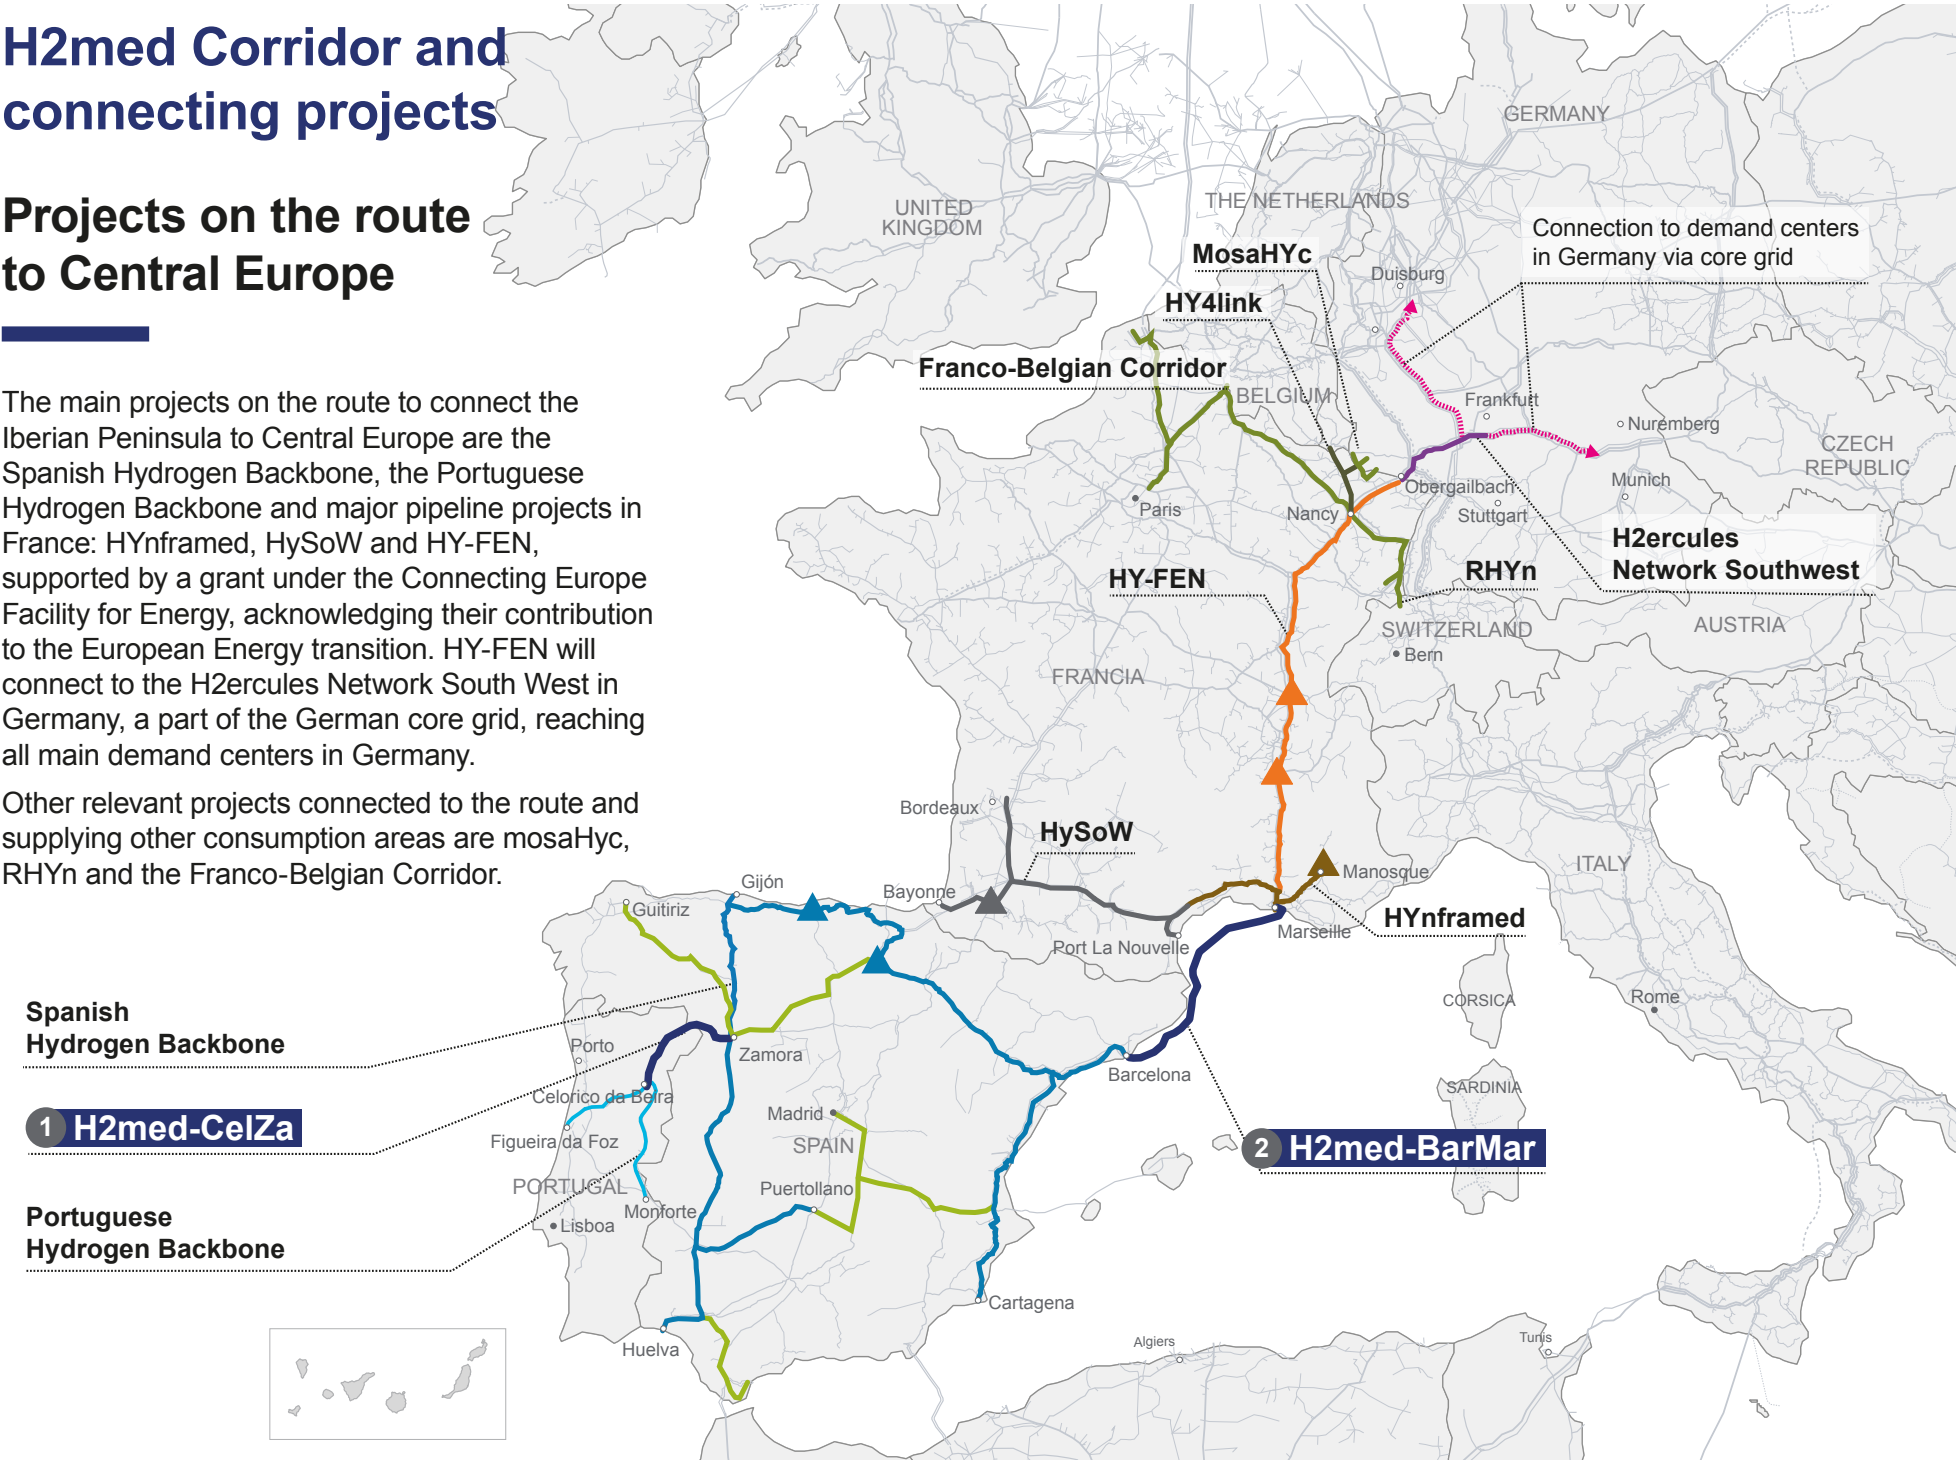 H2med Corridor and
connecting projects
Projects on the route
to Central Europe
The main projects on the route to connect the
Iberian Peninsula to Central Europe are the
Spanish Hydrogen Backbone, the Portuguese
Hydrogen Backbone and major pipeline projects in
France: HYnframed, HySoW and HY-FEN,
supported by a grant under the Connecting Europe
Facility for Energy, acknowledging their contribution
to the European Energy transition. HY-FEN will
connect to the H2ercules Network South West in
Germany, a part of the German core grid, reaching
all main demand centers in Germany.
Other relevant projects connected to the route and
supplying other consumption areas are mosaHyc,
RHYn and the Franco-Belgian Corridor.
GERMANY
THE NETHERLANDS
UNITED
KINGDOM
Connection to demand centers
in Germany via core grid
MosaHYc
Duisburg
HY4link
Franco-Belgian Corridor
BELGIUM
Frankfurt
Nuremberg
CZECH
REPUBLIC
Obergailbach
Munich
Paris
Nancy
Stuttgart
H2ercules
Network Southwest
HY-FEN
RHYn
SWITZERLAND
AUSTRIA
Bern
FRANCIA
Bordeaux
HySoW
ITALY
Manosque
Gijón
Bayonne
Guitiriz
HYnframed
Marseille
Port La Nouvelle
CORSICA
Rome
Spanish
Hydrogen Backbone
Porto
Zamora
Barcelona
SARDINIA
Celorico da Beira
Madrid
1 H2med-CelZa
Figueira da Foz
SPAIN
2 H2med-BarMar
PORTUGAL
Puertollano
Monforte
Lisboa
Portuguese
Hydrogen Backbone
Cartagena
Huelva
Algiers
Tunis